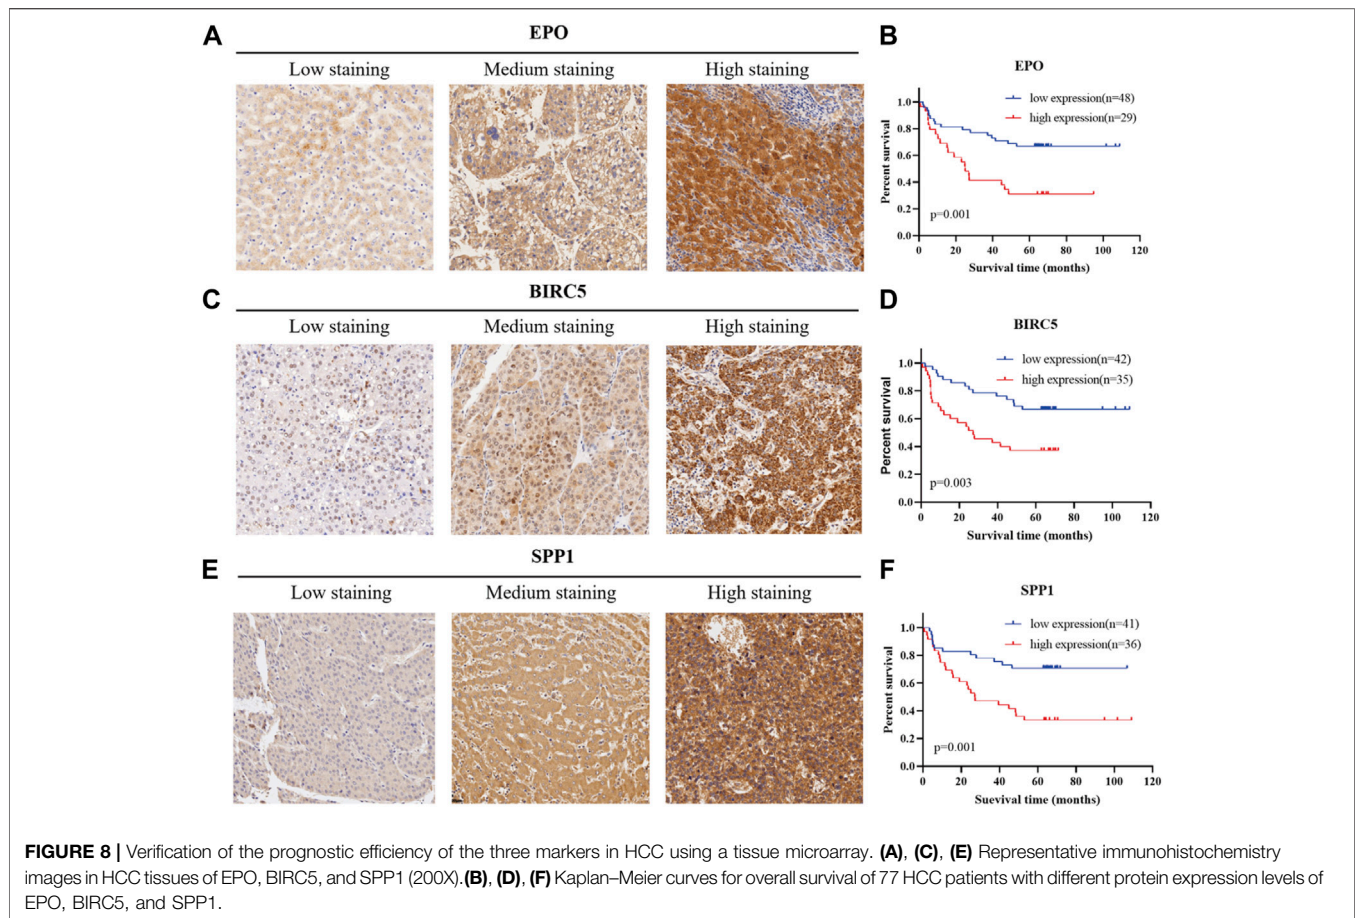 A
EPO
Low staining
Medium staining
High staining
B
EPO
low expression(n=48)
high expression(n=29)
Percent survival
1.0
0.8
0.6
0.4
0.2
0.0
p=0.001
0 20 40 60 80 100 120
Survival time (months)
C
BIRC5
Low staining
Medium staining
High staining
D
BIRC5
low expression(n=42)
high expression(n=35)
Percent survival
1.0
0.8
0.6
0.4
0.2
0.0
p=0.003
0 20 40 60 80 100 120
Survival time (months)
E
SPP1
Low staining
Medium staining
High staining
F
SPP1
low expression(n=41)
high expression(n=36)
Percent survival
1.0
0.8
0.6
0.4
0.2
0.0
p=0.001
0 20 40 60 80 100 120
Suevival time (months)
FIGURE 8 | Verification of the prognostic efficiency of the three markers in HCC using a tissue microarray. (A), (C), (E) Representative immunohistochemistry
images in HCC tissues of EPO, BIRC5, and SPP1 (200X).(B), (D), (F) Kaplan–Meier curves for overall survival of 77 HCC patients with different protein expression levels of
EPO, BIRC5, and SPP1.